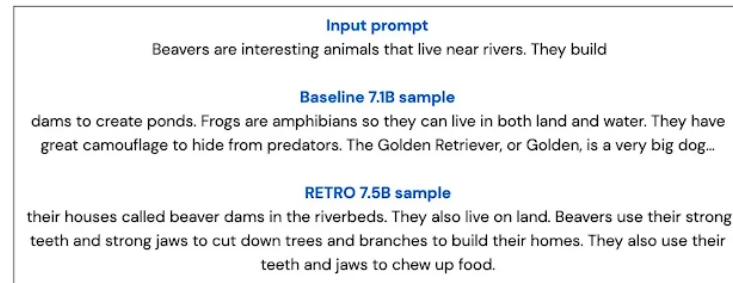 Input prompt
Beavers are interesting animals that live near rivers. They build
Baseline 7.1B sample
dams to create ponds. Frogs are amphibians so they can live in both land and water. They have
great camouflage to hide from predators. The Golden Retriever, or Golden, is a very big dog...
RETRO 7.5B sample
their houses called beaver dams in the riverbeds. They also live on land. Beavers use their strong
teeth and strong jaws to cut down trees and branches to build their homes. They also use their
teeth and jaws to chew up food.